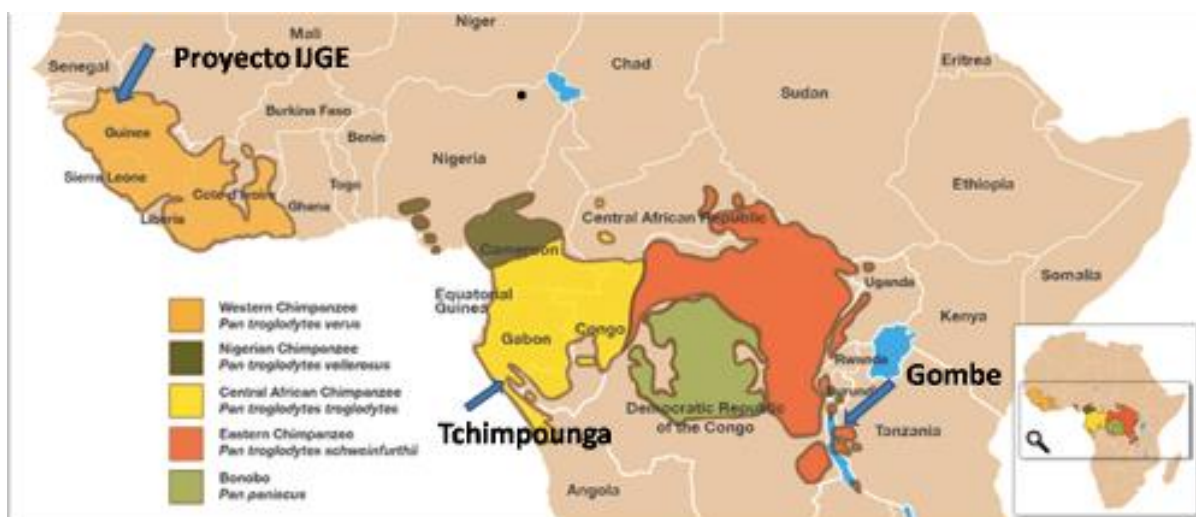 Mali
Niger
Chad
Sudan
Eritrea
Senegal
Proyecto IJGE
Burkina Faso
Benin
Nigeria
Guinea
Sierra Leone
Cote d'Ivoire
Ghana
Togo
Liberia
Ethiopia
Central African Republic
Cameroon
Somalia
Uganda
Kenya
Equatorial
Guinea
Gabon
Congo
Rwanda
Burundi
Gombe
Tchimpounga
Democratic Republic
of the Congo
Tanzania
Angola
Western Chimpanzee
Pan troglodytes verus
Nigerian Chimpanzee
Pan troglodytes vellerosus
Central African Chimpanzee
Pan troglodytes troglodytes
Eastern Chimpanzee
Pan troglodytes schweinfurthii
Bonobo
Pan paniscus